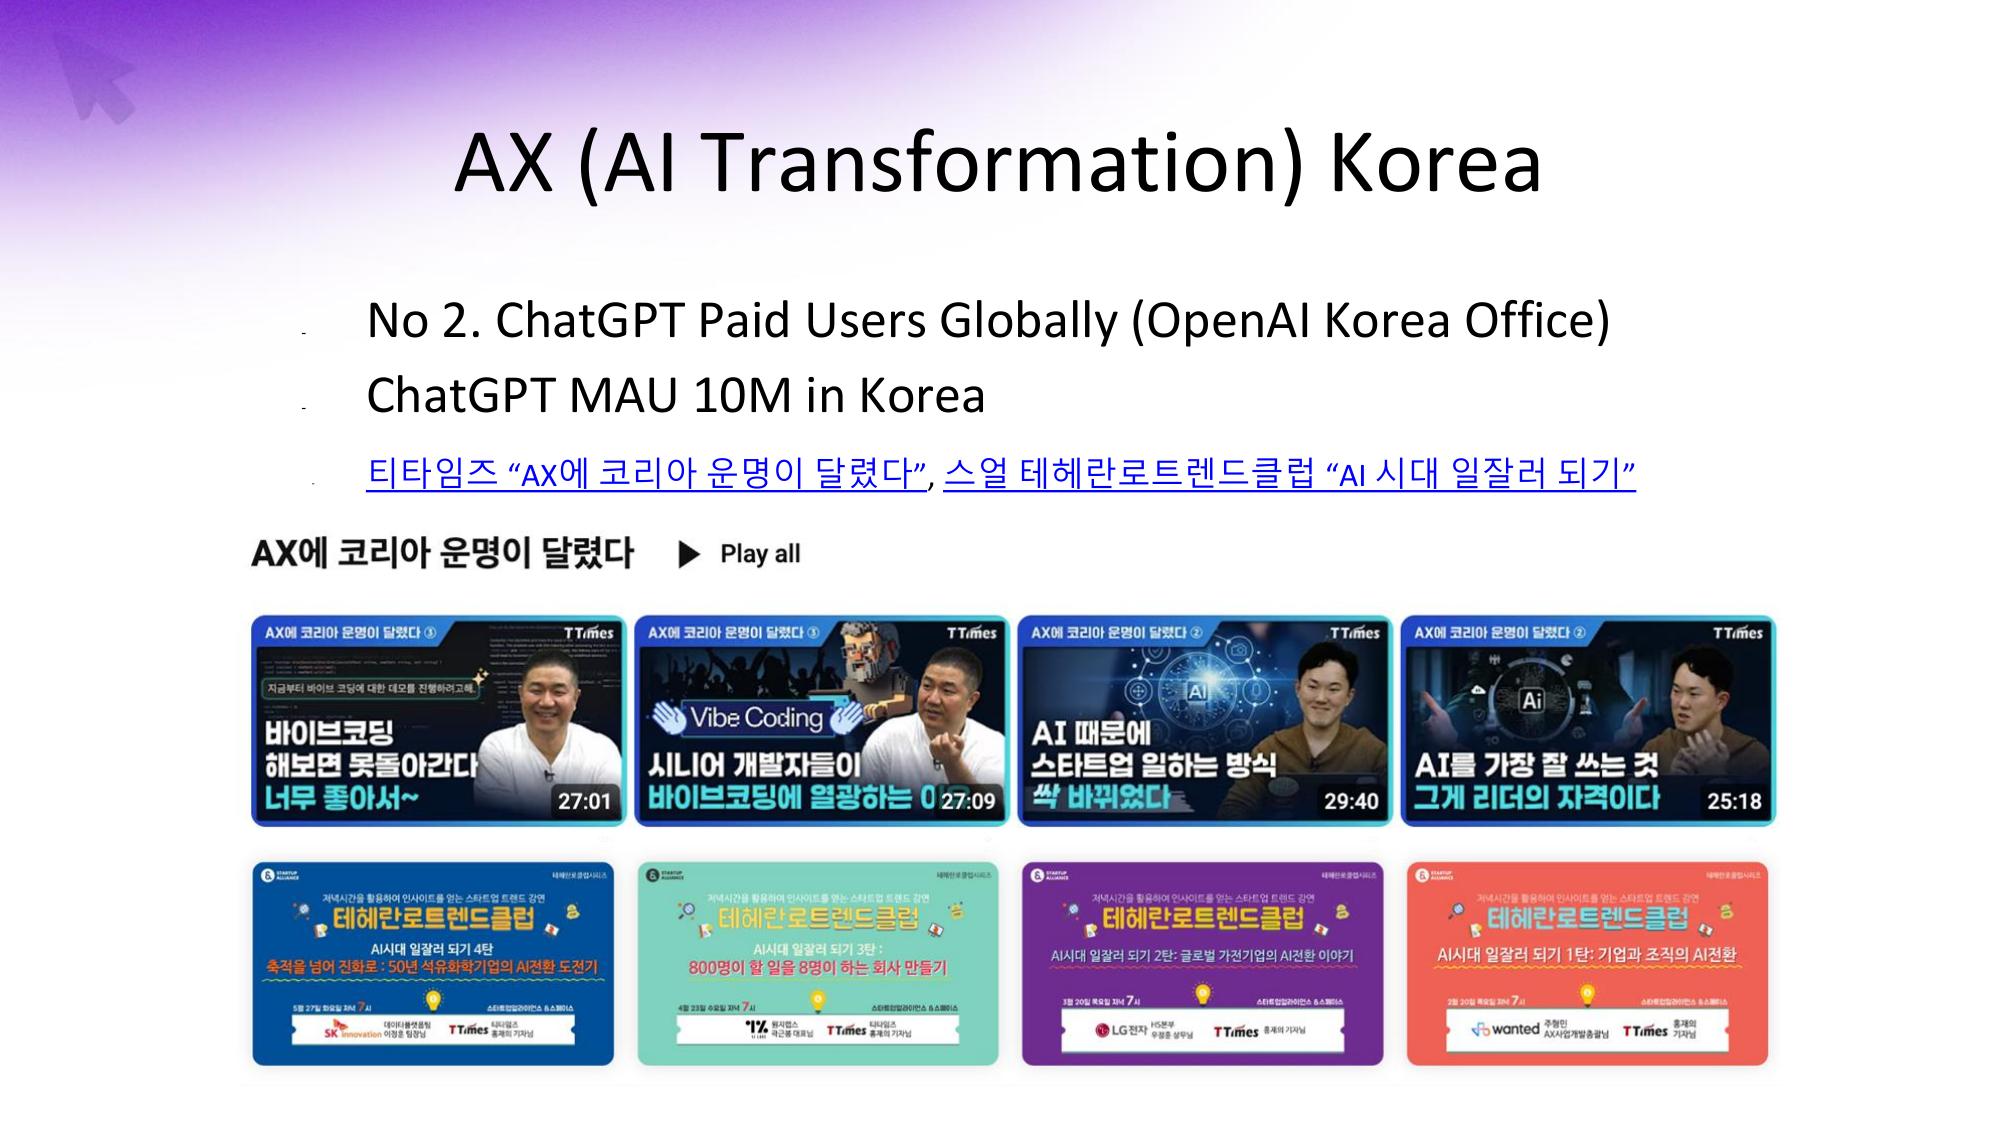 AX (AI Transformation) Korea
- No 2. ChatGPT Paid Users Globally (OpenAI Korea Office)
- ChatGPT MAU 10M in Korea
- 티타임즈 “AX에 코리아 운명이 달렸다”, 스얼 테헤란로트렌드클럽 “AI 시대 일잘러 되기”
AX에 코리아 운명이 달렸다 Play all
AX에 코리아 운명이 달렸다 ③ TTimes
지금부터 바이브 코딩에 대한 데모를 진행하려고해.
바이브코딩
해보면 못돌아간다
너무 좋아서~
27:01
AX에 코리아 운명이 달렸다 ③ TTimes
Vibe Coding
시니어 개발자들이
바이브코딩에 열광하는
27:09
AX에 코리아 운명이 달렸다 ② TTimes
AI
AI 때문에
스타트업 일하는 방식
싹 바뀌었다
29:40
AX에 코리아 운명이 달렸다 ② TTimes
Ai
AI를 가장 잘 쓰는 것
그게 리더의 자격이다
25:18
STARTUP ALLIANCE 테헤란로클럽시리즈
저녁시간을 활용하여 인사이트를 얻는 스타트업 트렌드 강연
테헤란로트렌드클럽
AI시대 일잘러 되기 4탄
축적을 넘어 진화로 : 50년 석유화학기업의 AI전환 도전기
5월 27일 화요일 저녁 7시 스타트업얼라이언스 &스페이스
SK innovation 데이터플랫폼팀 이정훈 팀장님 TTimes 티타임즈 홍재의 기자님
STARTUP ALLIANCE 테헤란로클럽시리즈
저녁시간을 활용하여 인사이트를 얻는 스타트업 트렌드 강연
테헤란로트렌드클럽
AI시대 일잘러 되기 3탄 :
800명이 할 일을 8명이 하는 회사 만들기
4월 23일 수요일 저녁 7시 스타트업얼라이언스 &스페이스
원지랩스 곽근봉 대표님 TTimes 티타임즈 홍재의 기자님
STARTUP ALLIANCE 테헤란로클럽시리즈
저녁시간을 활용하여 인사이트를 얻는 스타트업 트렌드 강연
테헤란로트렌드클럽
AI시대 일잘러 되기 2탄: 글로벌 가전기업의 AI전환 이야기
3월 20일 목요일 저녁 7시 스타트업얼라이언스 &스페이스
LG전자 HS본부 우정훈 상무님 TTimes 홍재의 기자님
STARTUP ALLIANCE 테헤란로클럽시리즈
저녁시간을 활용하여 인사이트를 얻는 스타트업 트렌드 강연
테헤란로트렌드클럽
AI시대 일잘러 되기 1탄: 기업과 조직의 AI전환
2월 20일 목요일 저녁 7시 스타트업얼라이언스 &스페이스
wanted 주형민 AX사업개발총괄님 TTimes 홍재의 기자님